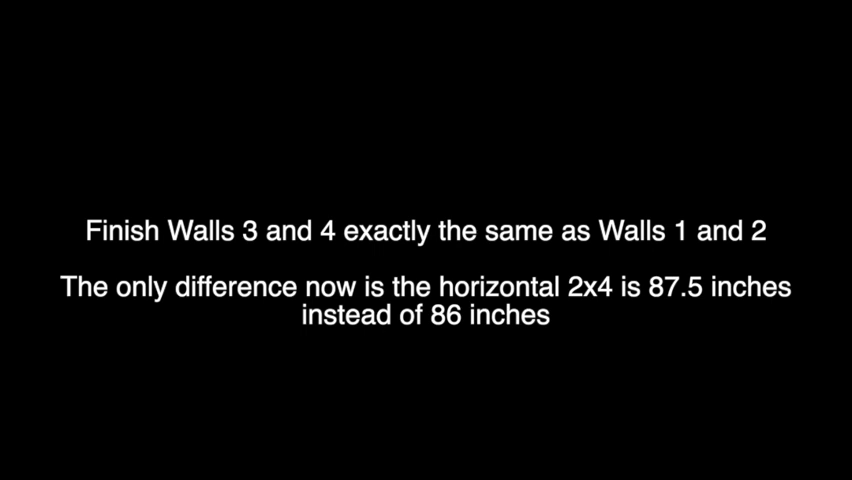 Finish Walls 3 and 4 exactly the same as Walls 1 and 2
The only difference now is the horizontal 2x4 is 87.5 inches
instead of 86 inches